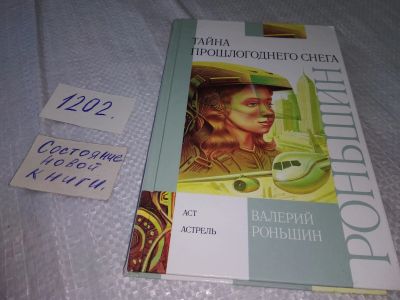 1202.
Состояние
новой
книги.
ТАЙНА
ПРОШЛОГОДНЕГО СНЕГА
РОНЬШИН
АСТ
АСТРЕЛЬ
ВАЛЕРИЙ
РОНЬШИН